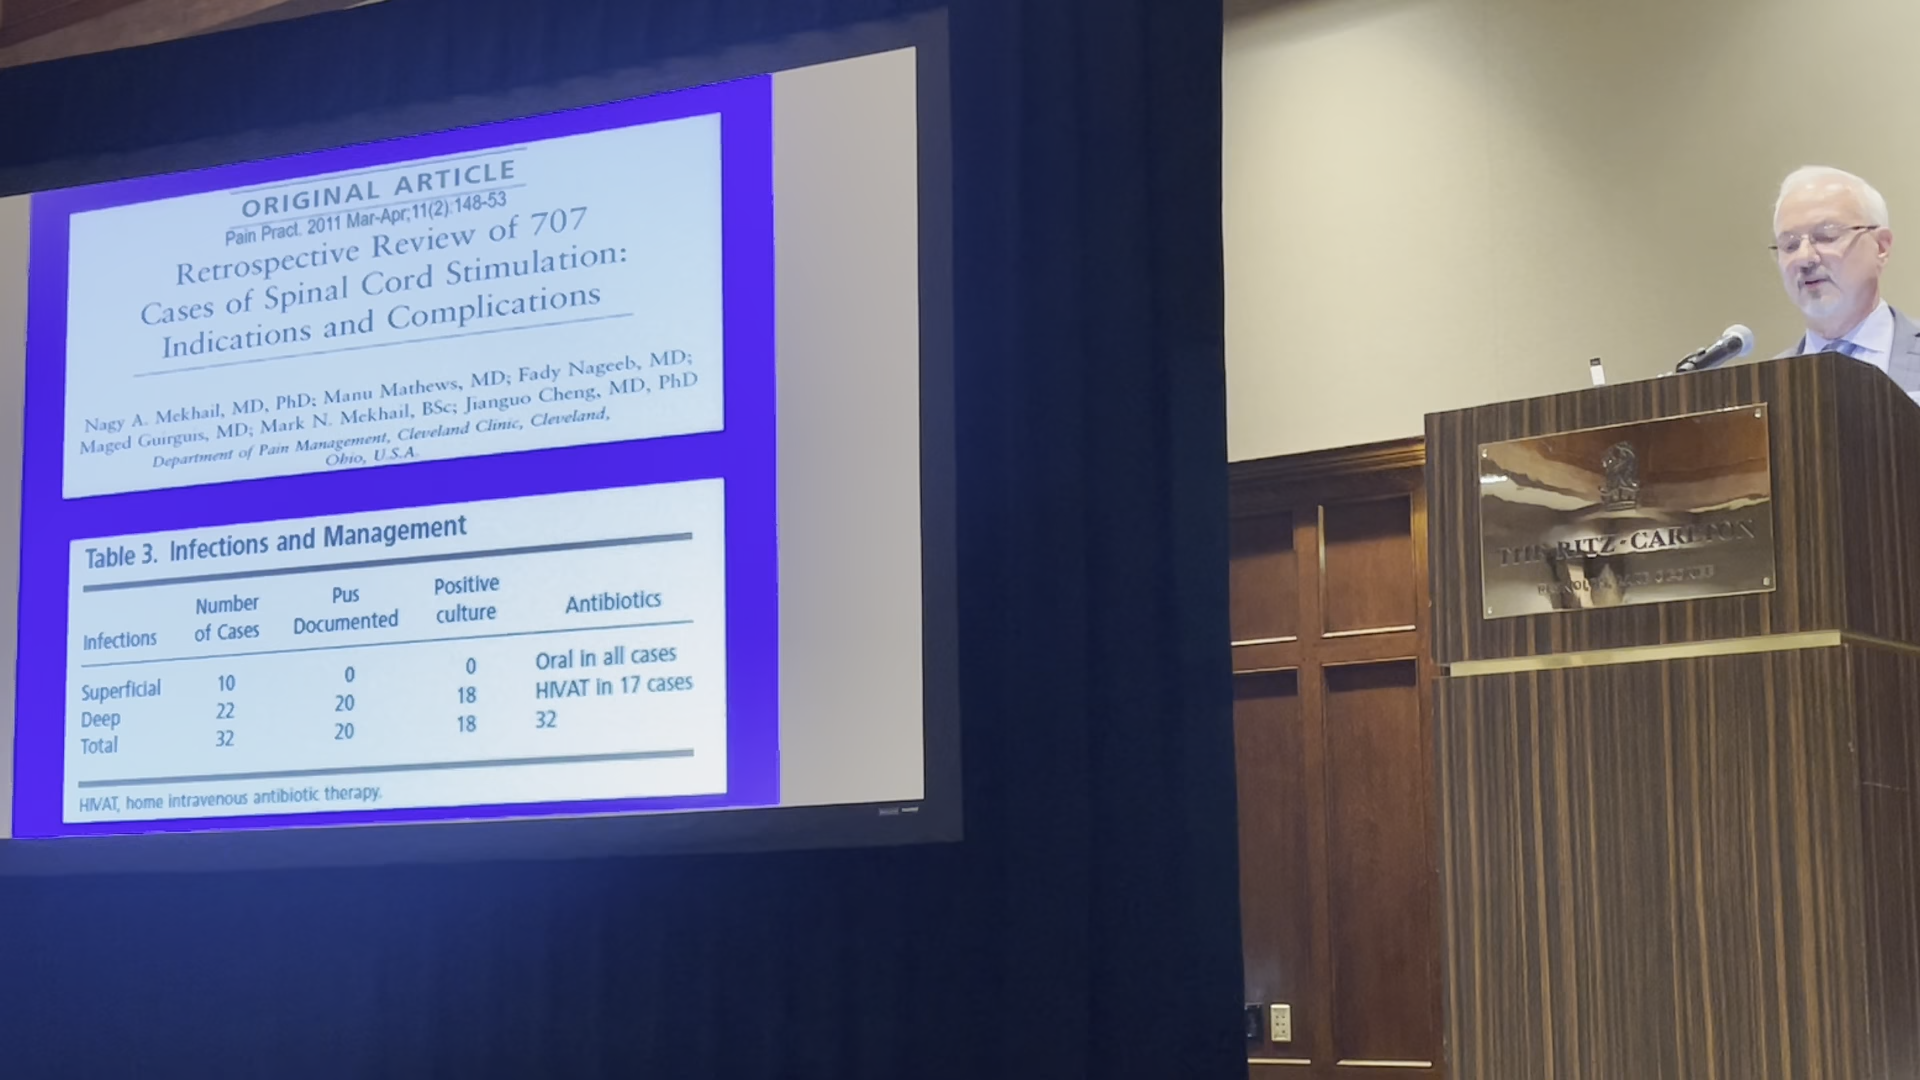 ORIGINAL ARTICLE
Pain Pract. 2011 Mar-Apr;11(2):148-53
Retrospective Review of 707
Cases of Spinal Cord Stimulation:
Indications and Complications
Nagy A. Mekhail, MD, PhD; Manu Mathews, MD; Fady Nageeb, MD;
Maged Guirguis, MD; Mark N. Mekhail, BSc; Jianguo Cheng, MD, PhD
Department of Pain Management, Cleveland Clinic, Cleveland,
Ohio, U.S.A.
Table 3. Infections and Management
Infections Number of Cases Pus Documented Positive culture Antibiotics
Superficial 10 0 0 Oral in all cases
Deep 22 20 18 HIVAT in 17 cases
Total 32 20 18 32
HIVAT, home intravenous antibiotic therapy.
THE RITZ-CARLTON